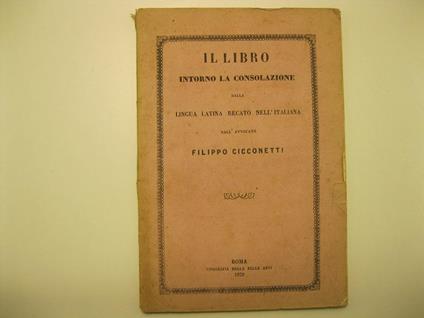 IL LIBRO
INTORNO LA CONSOLAZIONE
DALLA
LINGUA LATINA RECATO NELL'ITALIANA
DALL'AVVOCATO
FILIPPO CICCONETTI
ROMA
TIPOGRAFIA DELLE BELLE ARTI